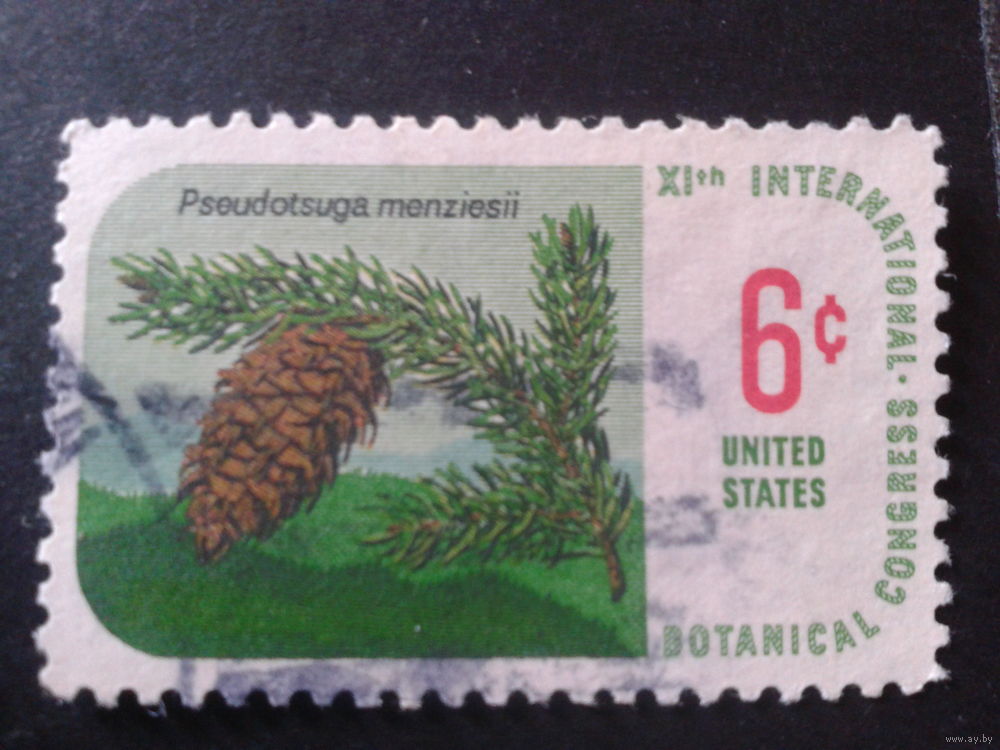 Pseudotsuga menziesii
XIth INTERNATIONAL · BOTANICAL CONGRESS
6¢
UNITED
STATES
www.ay.by